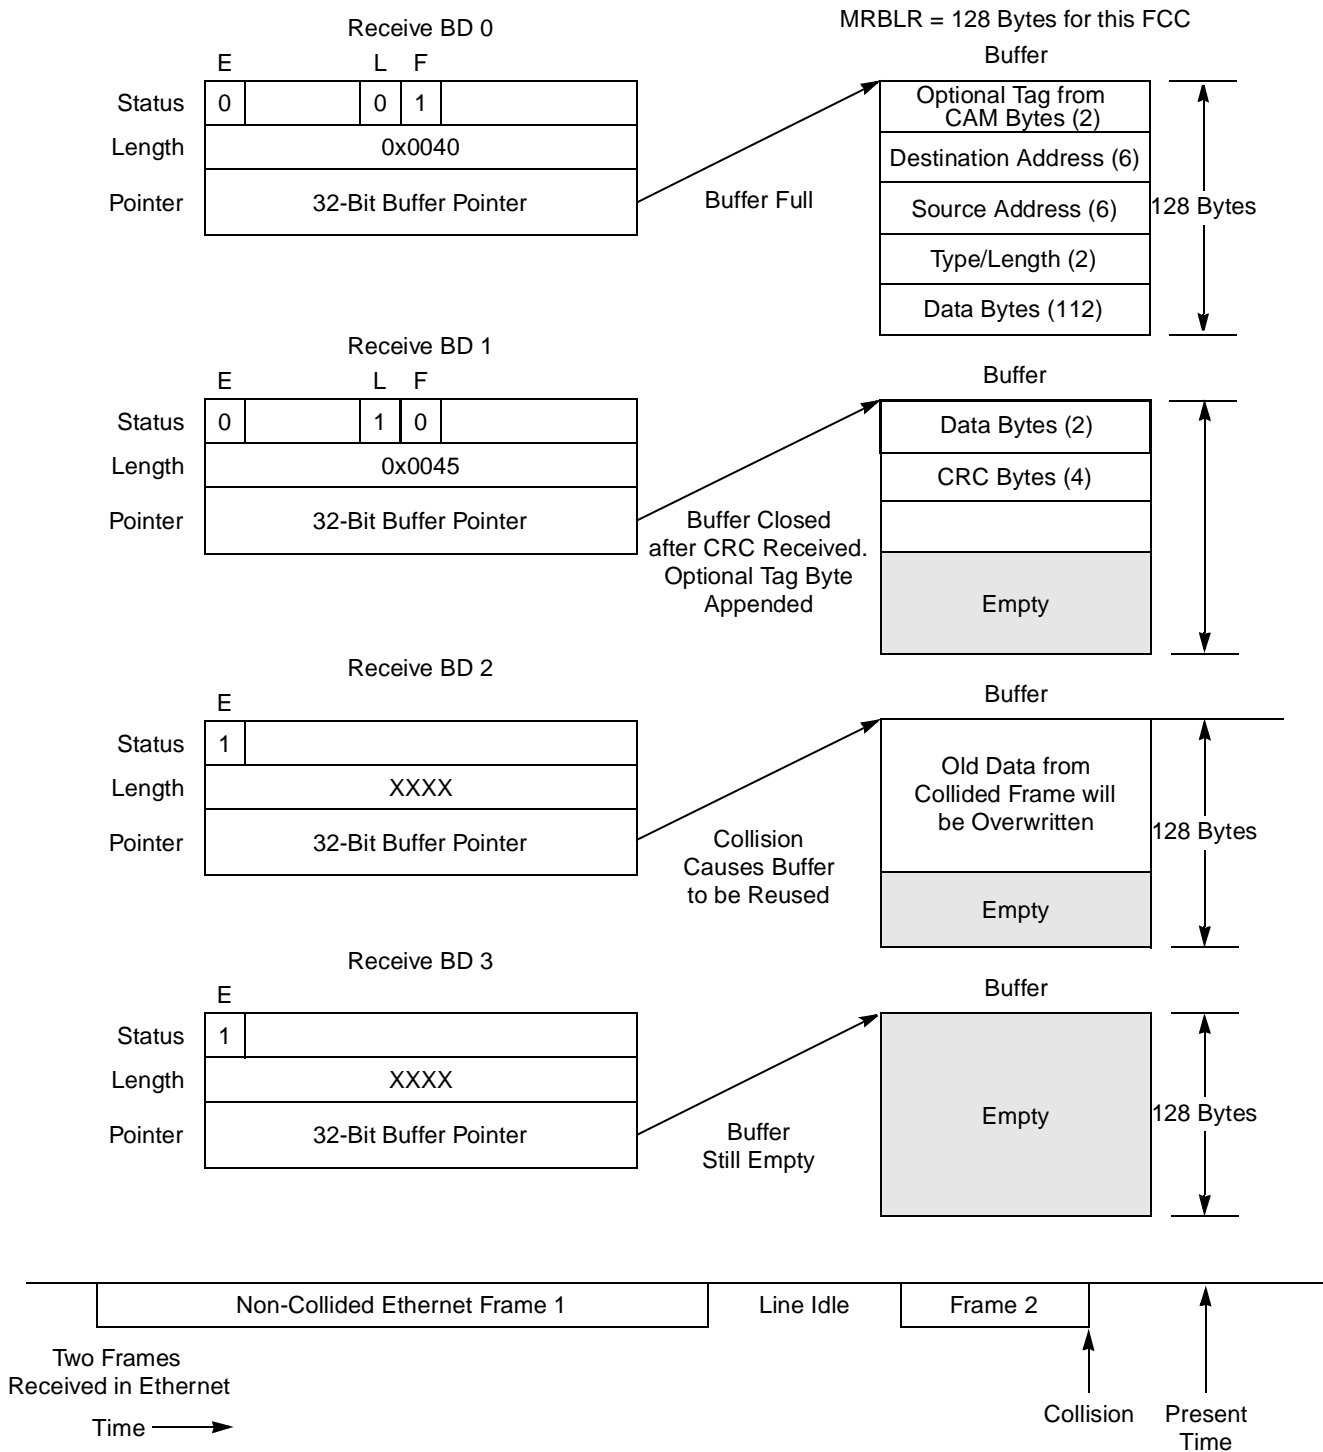 MRBLR = 128 Bytes for this FCC
Receive BD 0
Buffer
E L F
Status 0 0 1
Length 0x0040
Pointer 32-Bit Buffer Pointer
Buffer Full
Optional Tag from
CAM Bytes (2)
Destination Address (6)
Source Address (6)
Type/Length (2)
Data Bytes (112)
128 Bytes
Receive BD 1
Buffer
E L F
Status 0 1 0
Length 0x0045
Pointer 32-Bit Buffer Pointer
Buffer Closed
after CRC Received.
Optional Tag Byte
Appended
Data Bytes (2)
CRC Bytes (4)
Empty
Receive BD 2
Buffer
E
Status 1
Length XXXX
Pointer 32-Bit Buffer Pointer
Collision
Causes Buffer
to be Reused
Old Data from
Collided Frame will
be Overwritten
Empty
128 Bytes
Receive BD 3
Buffer
E
Status 1
Length XXXX
Pointer 32-Bit Buffer Pointer
Buffer
Still Empty
Empty
128 Bytes
Non-Collided Ethernet Frame 1
Line Idle
Frame 2
Two Frames
Received in Ethernet
Time
Collision
Present
Time